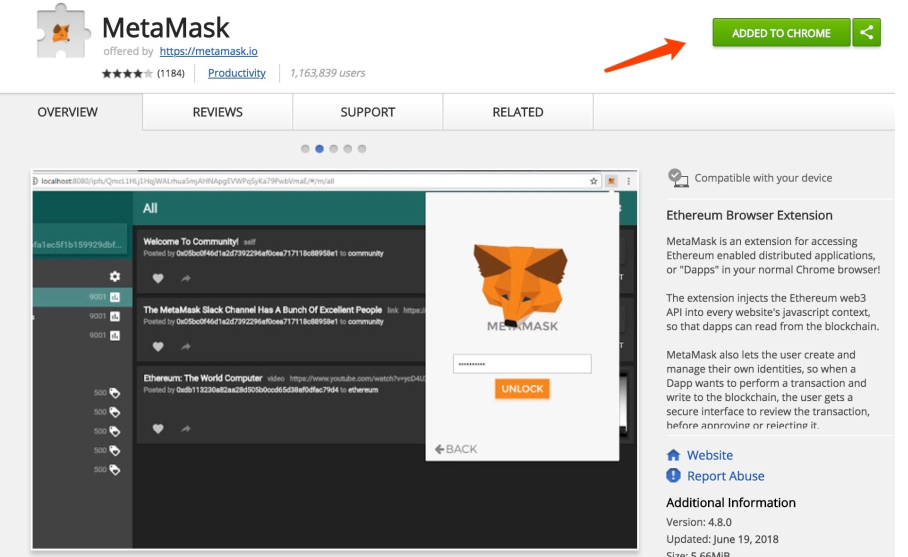 MetaMask
offered by https://metamask.io
(1184) Productivity 1,163,839 users
ADDED TO CHROME
OVERVIEW REVIEWS SUPPORT RELATED
localhost:8080/ipfs/
All
Welcome To Community! self
Posted by 0x05bc0f46d1a2d7392296af0cea717118c88958e1 to community
The MetaMask Slack Channel Has A Bunch Of Excellent People link https:/
Posted by 0x05bc0f46d1a2d7392296af0cea717118c88958e1 to community
Ethereum: The World Computer video https://www.youtube.com/watch?v=
Posted by 0xdb113230a82aa28d505b0ccd65d38af0dfac79d4 to ethereum
9001
9001
9001
500
500
500
500
500
METAMASK
UNLOCK
BACK
Compatible with your device
Ethereum Browser Extension
MetaMask is an extension for accessing
Ethereum enabled distributed applications,
or "Dapps" in your normal Chrome browser!
The extension injects the Ethereum web3
API into every website's javascript context,
so that dapps can read from the blockchain.
MetaMask also lets the user create and
manage their own identities, so when a
Dapp wants to perform a transaction and
write to the blockchain, the user gets a
secure interface to review the transaction,
before approving or rejecting it.
Website
Report Abuse
Additional Information
Version: 4.8.0
Updated: June 19, 2018
Size: 5.66MiB